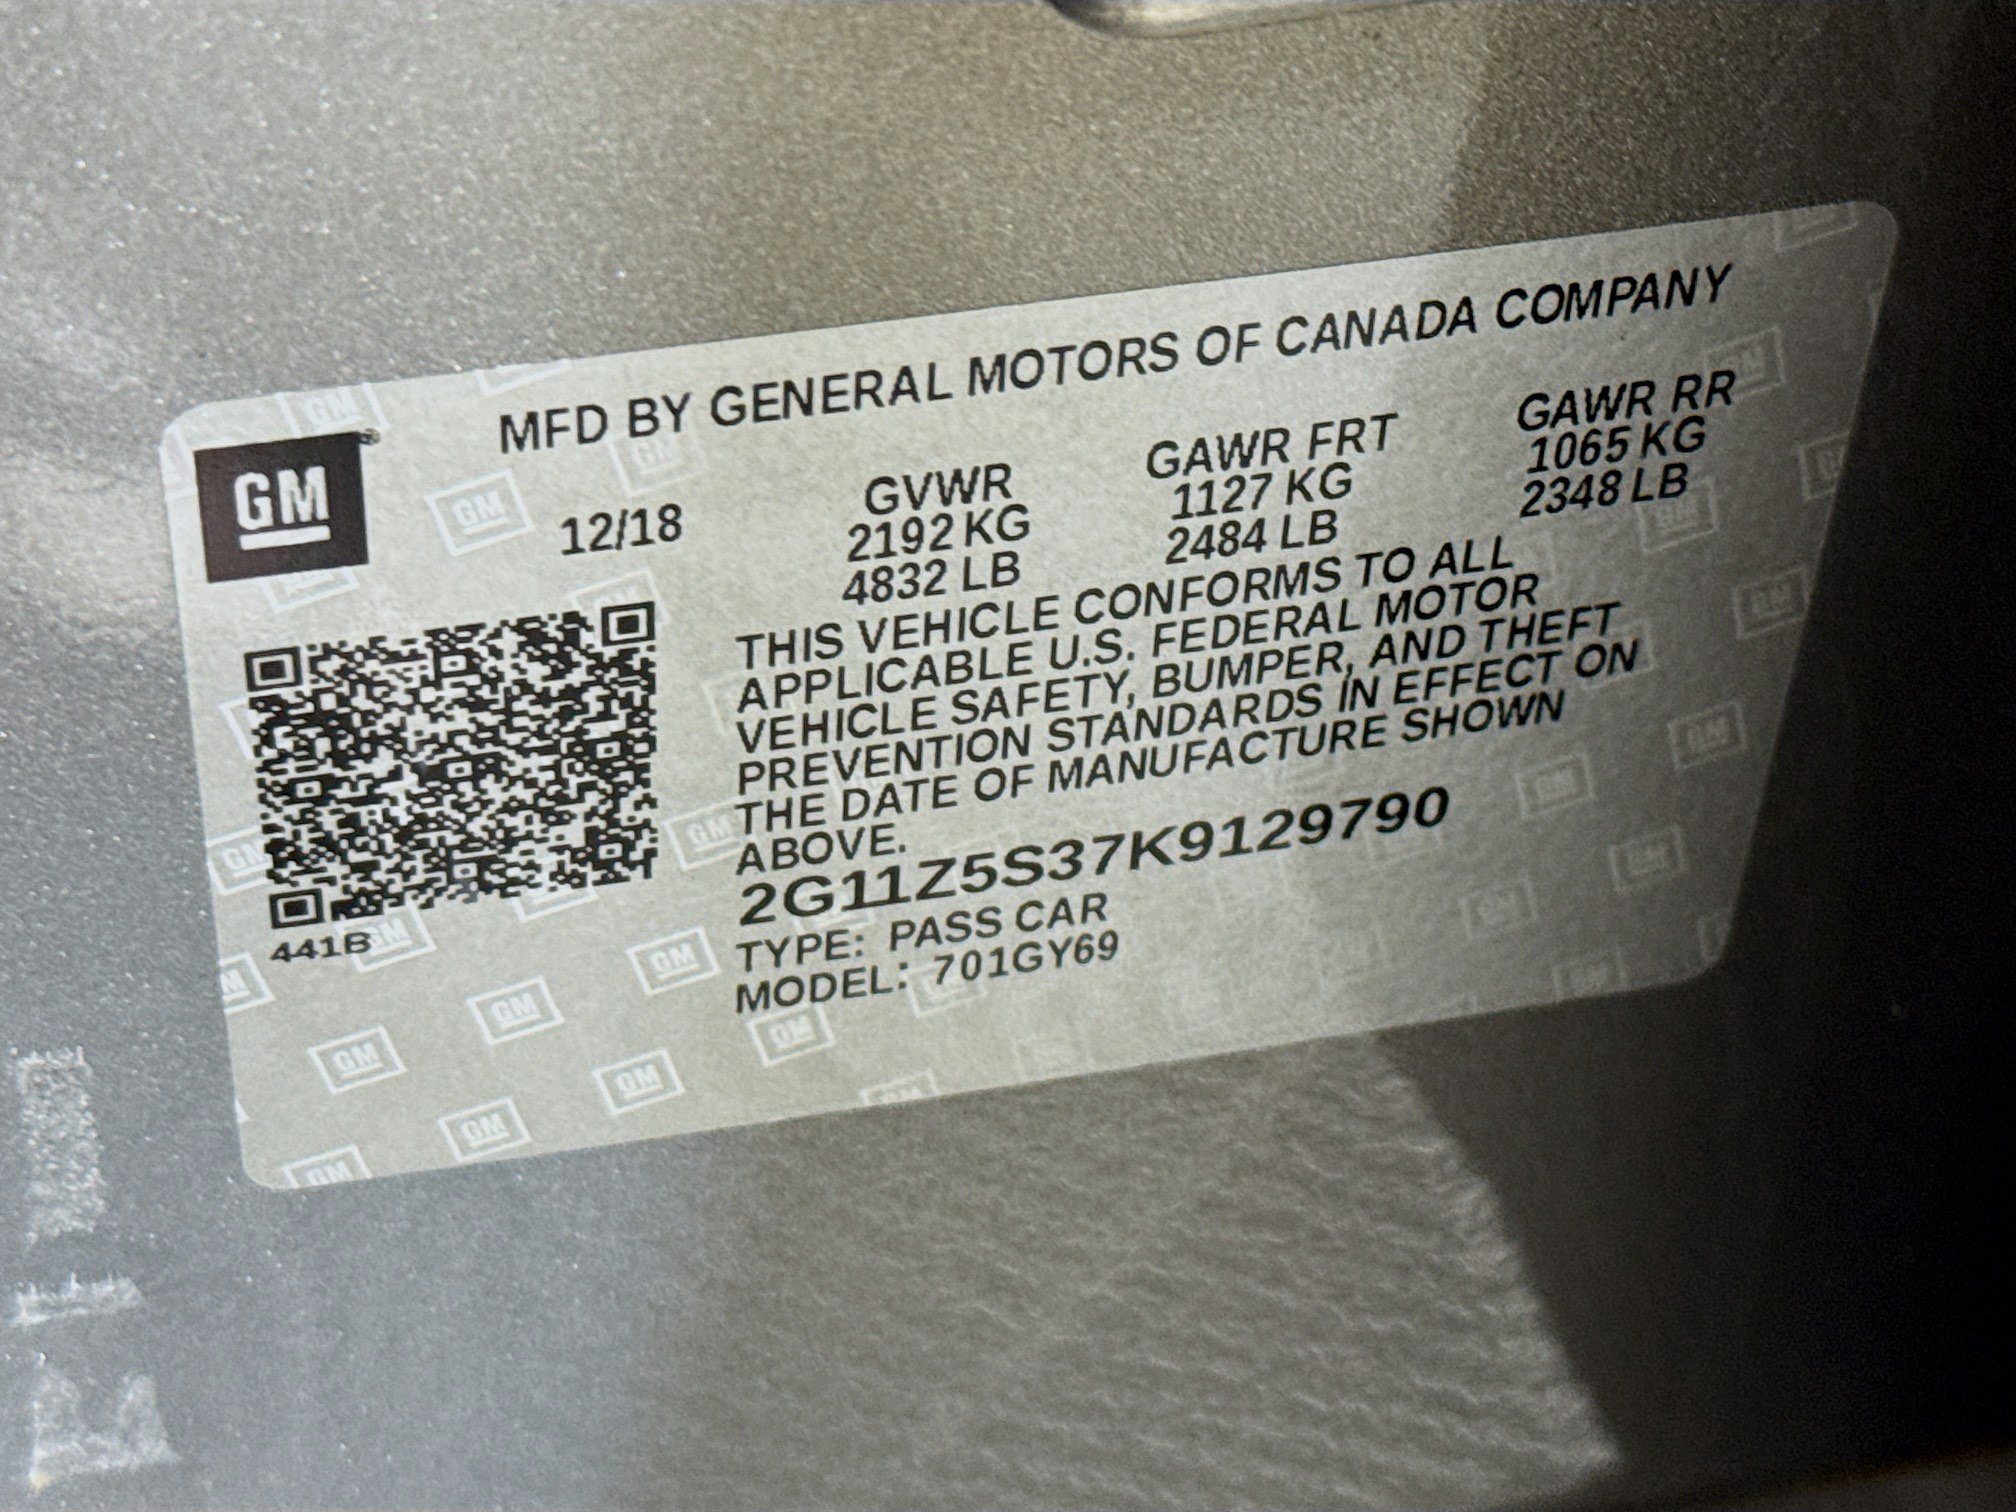 MFD BY GENERAL MOTORS OF CANADA COMPANY
GM
12/18
GVWR
2192 KG
4832 LB
GAWR FRT
1127 KG
2484 LB
GAWR RR
1065 KG
2348 LB
THIS VEHICLE CONFORMS TO ALL
APPLICABLE U.S. FEDERAL MOTOR
VEHICLE SAFETY, BUMPER, AND THEFT
PREVENTION STANDARDS IN EFFECT ON
THE DATE OF MANUFACTURE SHOWN
ABOVE.
2G11Z5S37K9129790
TYPE: PASS CAR
MODEL: 701GY69
441B